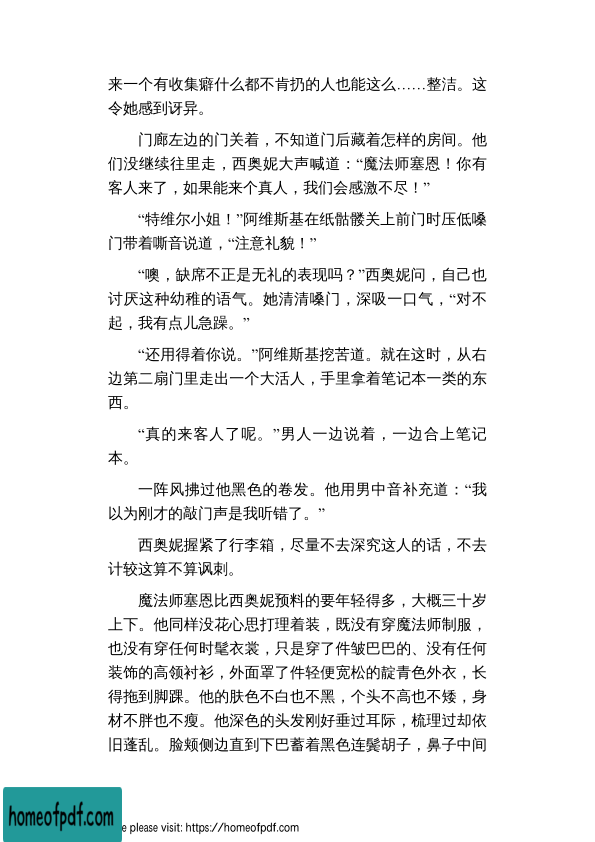 来一个有收集癖什么都不肯扔的人也能这么……整洁。这
令她感到讶异。
门廊左边的门关着，不知道门后藏着怎样的房间。他
们没继续往里走，西奥妮大声喊道：“魔法师塞恩！你有
客人来了，如果能来个真人，我们会感激不尽！”
“特维尔小姐！”阿维斯基在纸骷髅关上前门时压低嗓
门带着嘶音说道，“注意礼貌！”
“噢，缺席不正是无礼的表现吗？”西奥妮问，自己也
讨厌这种幼稚的语气。她清清嗓门，深吸一口气，“对不
起，我有点儿急躁。”
“还用得着你说。”阿维斯基挖苦道。就在这时，从右
边第二扇门里走出一个大活人，手里拿着笔记本一类的东
西。
“真的来客人了呢。”男人一边说着，一边合上笔记
本。
一阵风拂过他黑色的卷发。他用男中音补充道：“我
以为刚才的敲门声是我听错了。”
西奥妮握紧了行李箱，尽量不去深究这人的话，不去
计较这算不算讽刺。
魔法师塞恩比西奥妮预料的要年轻得多，大概三十岁
上下。他同样没花心思打理着装，既没有穿魔法师制服，
也没有穿任何时髦衣裳，只是穿了件皱巴巴的、没有任何
装饰的高领衬衫，外面罩了件轻便宽松的靛青色外衣，长
得拖到脚踝。他的肤色不白也不黑，个头不高也不矮，身
材不胖也不瘦。他深色的头发刚好垂过耳际，梳理过却依
旧蓬乱。脸颊侧边直到下巴蓄着黑色连鬓胡子，鼻子中间
homeofpdf.com
please visit: https://homeofpdf.com